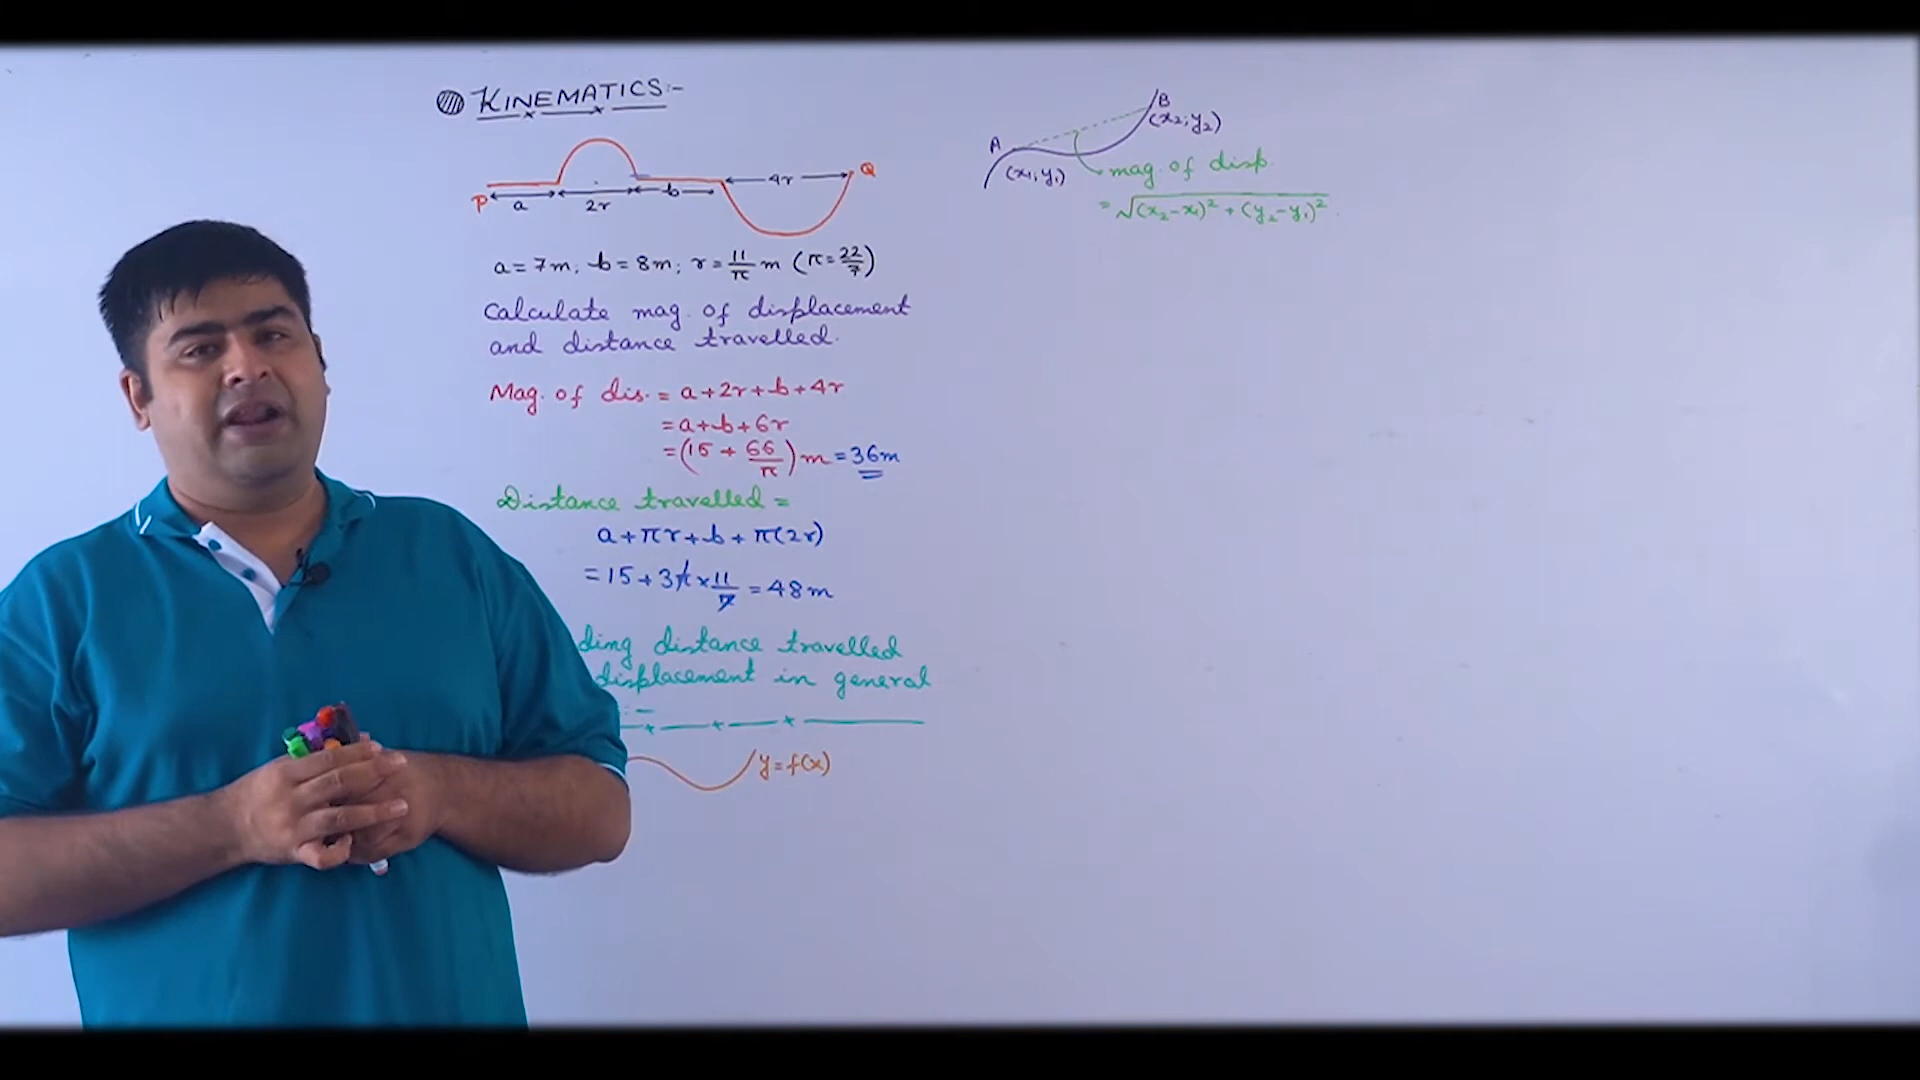 KINEMATICS:-
P a 2r b 4r Q
a=7m; b=8m; r=11/π m (π=22/7)
Calculate mag. of displacement
and distance travelled.
Mag. of dis. = a+2r+b+4r
=a+b+6r
=(15+66/π)m=36m
Distance travelled =
a+πr+b+π(2r)
=15+3π×11/π=48m
ding distance travelled
displacement in general
:-
y=f(x)
B
(x₂,y₂)
A
(x₁,y₁)
mag. of disp.
=√(x₂-x₁)²+(y₂-y₁)²